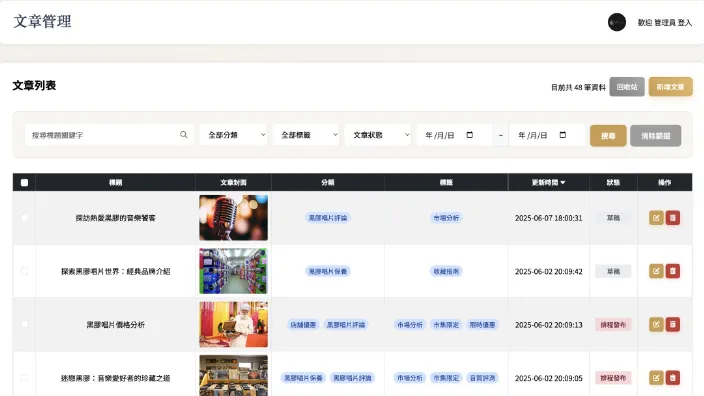 文章管理
歡迎 管理員 登入
文章列表
目前共 48 筆資料
回收站
新增文章
搜尋標題關鍵字
全部分類
全部標籤
文章狀態
年 /月/日
~
年 /月/日
搜尋
清除篩選
標題 文章封面 分類 標籤 更新時間 狀態 操作
探訪熱愛黑膠的音樂饕客 黑膠唱片評論 市場分析 2025-06-07 18:00:31 草稿
探索黑膠唱片世界：經典品牌介紹 黑膠唱片保養 收藏指南 2025-06-02 20:09:42 草稿
黑膠唱片價格分析 店舖優惠 黑膠唱片評論 市場分析 市集限定 限時優惠 2025-06-02 20:09:13 排程發布
迷戀黑膠：音樂愛好者的珍藏之道 黑膠唱片保養 黑膠唱片評論 市場分析 市集限定 音質評測 2025-06-02 20:09:05 排程發布